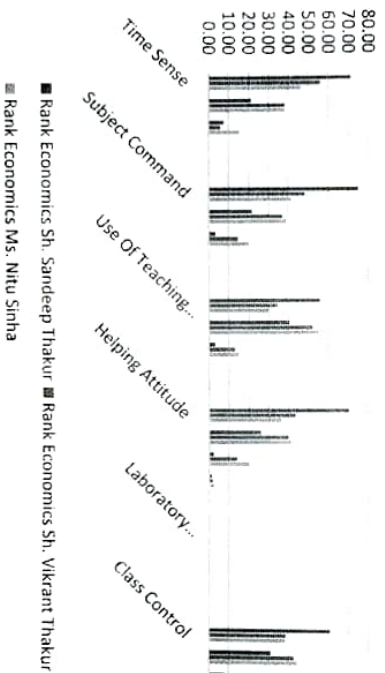 80.00
70.00
60.00
50.00
40.00
30.00
20.00
10.00
0.00
Time Sense
Subject Command
Use Of Teaching...
Helping Attitude
Laboratory...
Class Control
■ Rank Economics Sh. Sandeep Thakur ■ Rank Economics Sh. Vikrant Thakur
■ Rank Economics Ms. Nitu Sinha